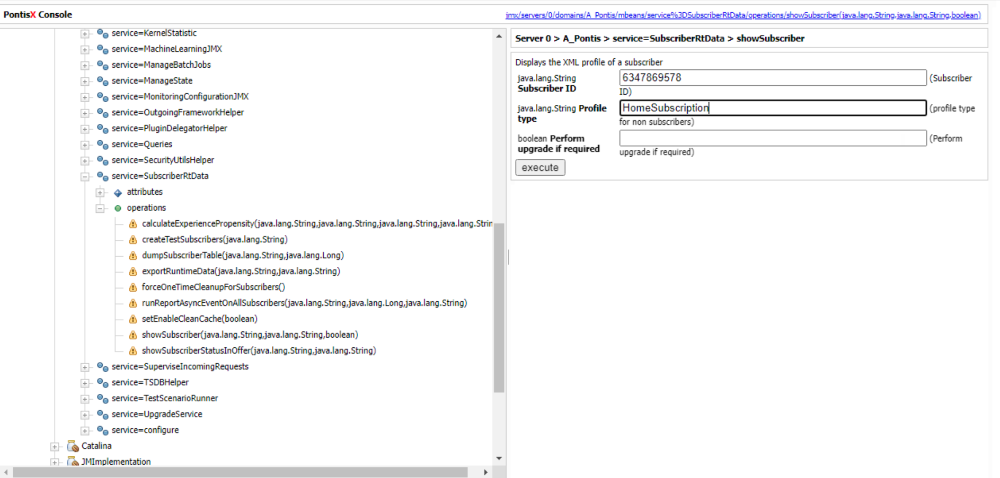 PontisX Console
jmx/servers/0/domains/A_Pontis/mbeans/service%3DSubscriberRtData/operations/showSubscriber(java.lang.String,java.lang.String,boolean)
service=KernelStatistic
service=MachineLearningJMX
service=ManageBatchJobs
service=ManageState
service=MonitoringConfigurationJMX
service=OutgoingFrameworkHelper
service=PluginDelegatorHelper
service=Queries
service=SecurityUtilsHelper
service=SubscriberRtData
attributes
operations
calculateExperiencePropensity(java.lang.String,java.lang.String,java.lang.String,java.lang.Strin
createTestSubscribers(java.lang.String)
dumpSubscriberTable(java.lang.String,java.lang.Long)
exportRuntimeData(java.lang.String,java.lang.String)
forceOneTimeCleanupForSubscribers()
runReportAsyncEventOnAllSubscribers(java.lang.String,java.lang.Long,java.lang.String)
setEnableCleanCache(boolean)
showSubscriber(java.lang.String,java.lang.String,boolean)
showSubscriberStatusInOffer(java.lang.String,java.lang.String)
service=SuperviseIncomingRequests
service=TSDBHelper
service=TestScenarioRunner
service=UpgradeService
service=configure
Catalina
JMImplementation
Server 0 > A_Pontis > service=SubscriberRtData > showSubscriber
Displays the XML profile of a subscriber
java.lang.String
Subscriber ID
6347869578
(Subscriber
ID)
java.lang.String Profile
type
HomeSubscription
(profile type
for non subscribers)
boolean Perform
upgrade if required
(Perform
upgrade if required)
execute